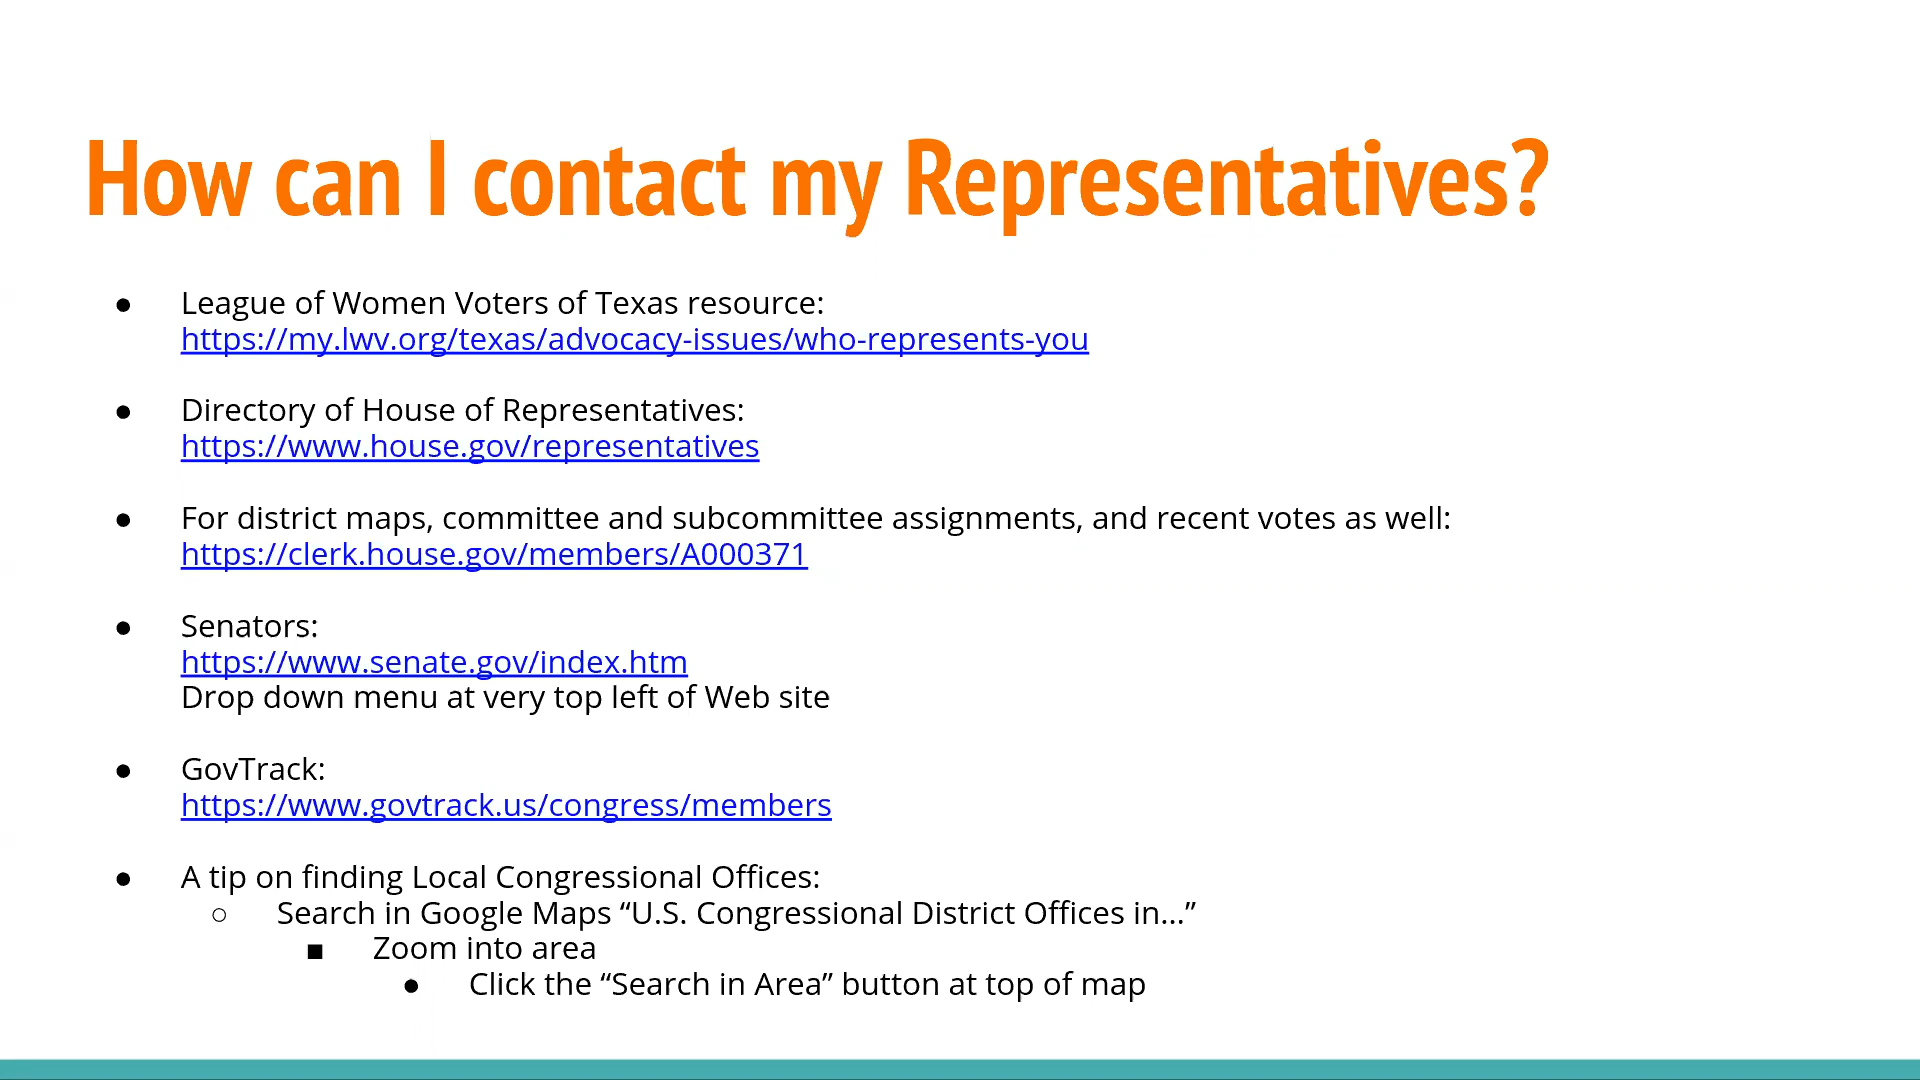 How can I contact my Representatives?
● League of Women Voters of Texas resource:
https://my.lwv.org/texas/advocacy-issues/who-represents-you
● Directory of House of Representatives:
https://www.house.gov/representatives
● For district maps, committee and subcommittee assignments, and recent votes as well:
https://clerk.house.gov/members/A000371
● Senators:
https://www.senate.gov/index.htm
Drop down menu at very top left of Web site
● GovTrack:
https://www.govtrack.us/congress/members
● A tip on finding Local Congressional Offices:
○ Search in Google Maps “U.S. Congressional District Offices in...”
■ Zoom into area
● Click the “Search in Area” button at top of map